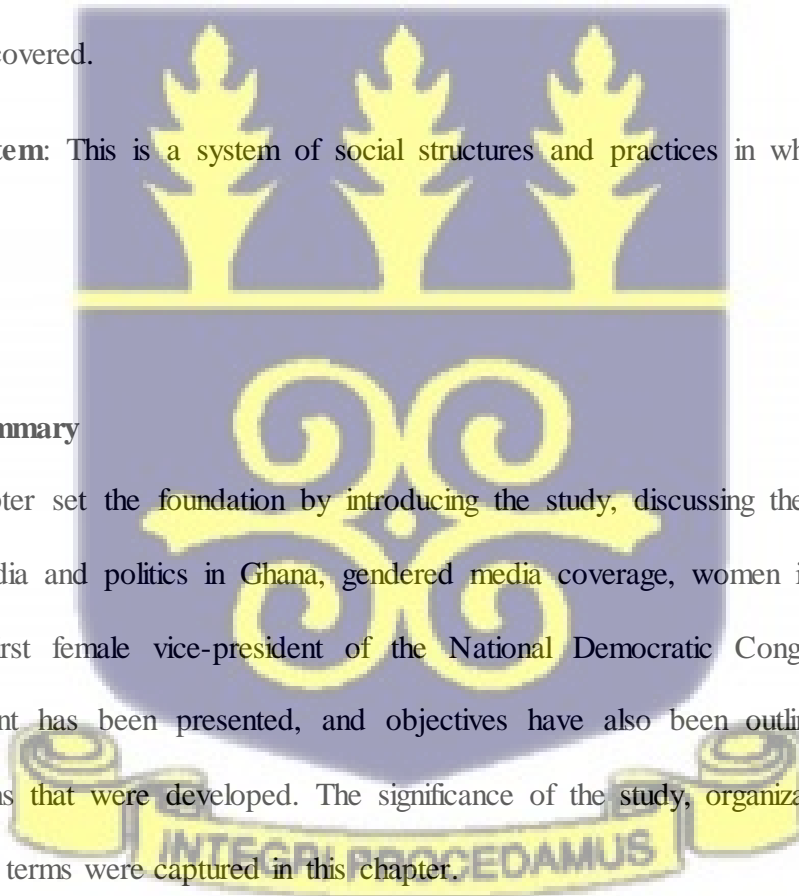 covered.
tem: This is a system of social structures and practices in wh
mmary
pter set the foundation by introducing the study, discussing the
dia and politics in Ghana, gendered media coverage, women i
irst female vice-president of the National Democratic Cong
nt has been presented, and objectives have also been outlin
ns that were developed. The significance of the study, organiza
terms were captured in this chapter.
INTEGRI PROCEDAMUS